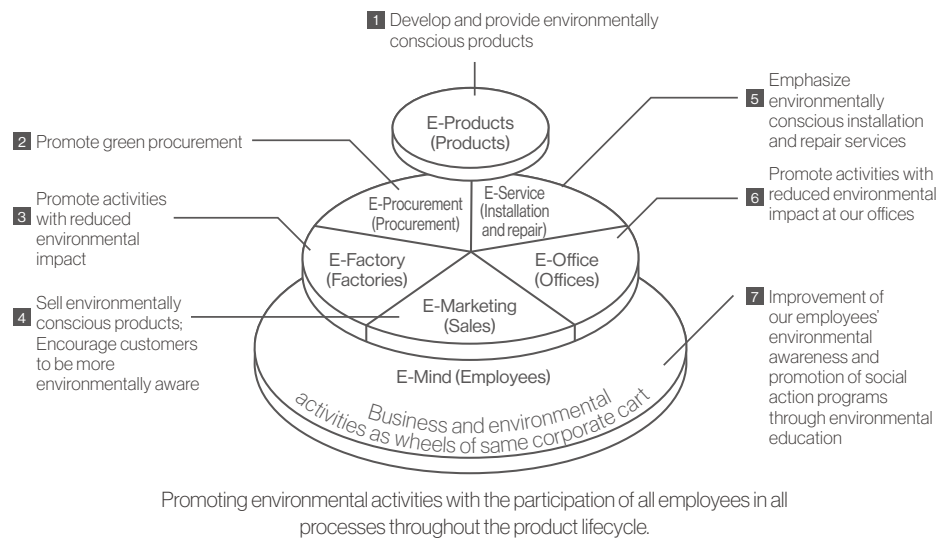 1 Develop and provide environmentally
conscious products
E-Products
(Products)
2 Promote green procurement
E-Procurement
(Procurement)
E-Service
(Installation
and repair)
5 Emphasize
environmentally
conscious installation
and repair services
3 Promote activities
with reduced
environmental
impact
E-Factory
(Factories)
E-Office
(Offices)
6 Promote activities with
reduced environmental
impact at our offices
4 Sell environmentally
conscious products;
Encourage customers
to be more
environmentally aware
E-Marketing
(Sales)
7 Improvement of
our employees’
environmental
awareness and
promotion of social
action programs
through environmental
education
E-Mind (Employees)
Business and environmental
activities as wheels of same corporate cart
Promoting environmental activities with the participation of all employees in all
processes throughout the product lifecycle.